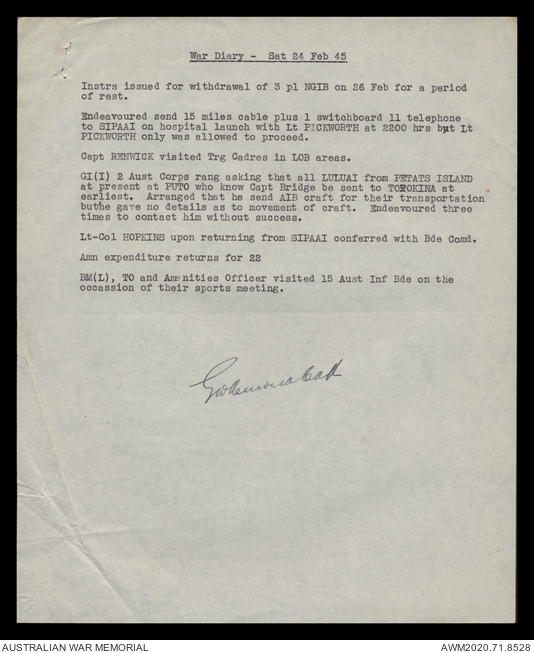 War Diary - Sat 24 Feb 45
Instrs issued for withdrawal of 3 pl NGIB on 26 Feb for a period
of rest.
Endeavoured send 15 miles cable plus 1 switchboard 11 telephone
to SIPAAI on hospital launch with Lt PICKWORTH at 2200 hrs but Lt
PICKWORTH only was allowed to proceed.
Capt RENWICK visited Trg Cadres in LOB areas.
GI(I) 2 Aust Corps rang asking that all LULUAI from PETATS ISLAND
at present at PUTO who know Capt Bridge be sent to TOROKINA at
earliest. Arranged that he send AIB craft for their transportation
buthe gave no details as to movement of craft. Endeavoured three
times to contact him without success.
Lt-Col HOPKINS upon returning from SIPAAI conferred with Bde Comd.
Amn expenditure returns for 22
BM(L), TO and Amenities Officer visited 15 Aust Inf Bde on the
occassion of their sports meeting.
AUSTRALIAN WAR MEMORIAL
AWM2020.71.8528